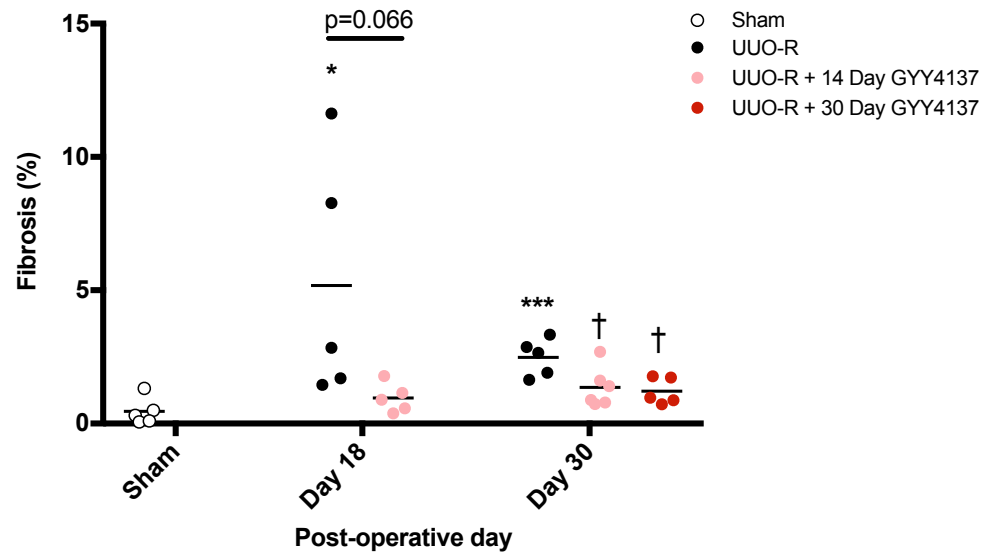 15
p=0.066
Sham
UUO-R
*
UUO-R + 14 Day GYY4137
UUO-R + 30 Day GYY4137
10
Fibrosis (%)
5
***
†
†
0
Sham
Day 18
Day 30
Post-operative day